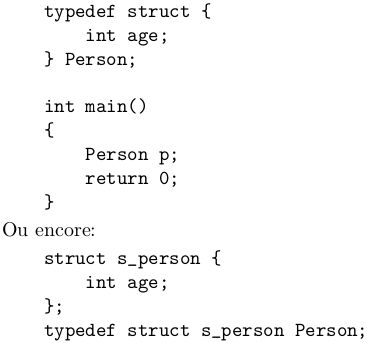 typedef struct {
    int age;
} Person;

int main()
{
    Person p;
    return 0;
}
Ou encore:
struct s_person {
    int age;
};
typedef struct s_person Person;